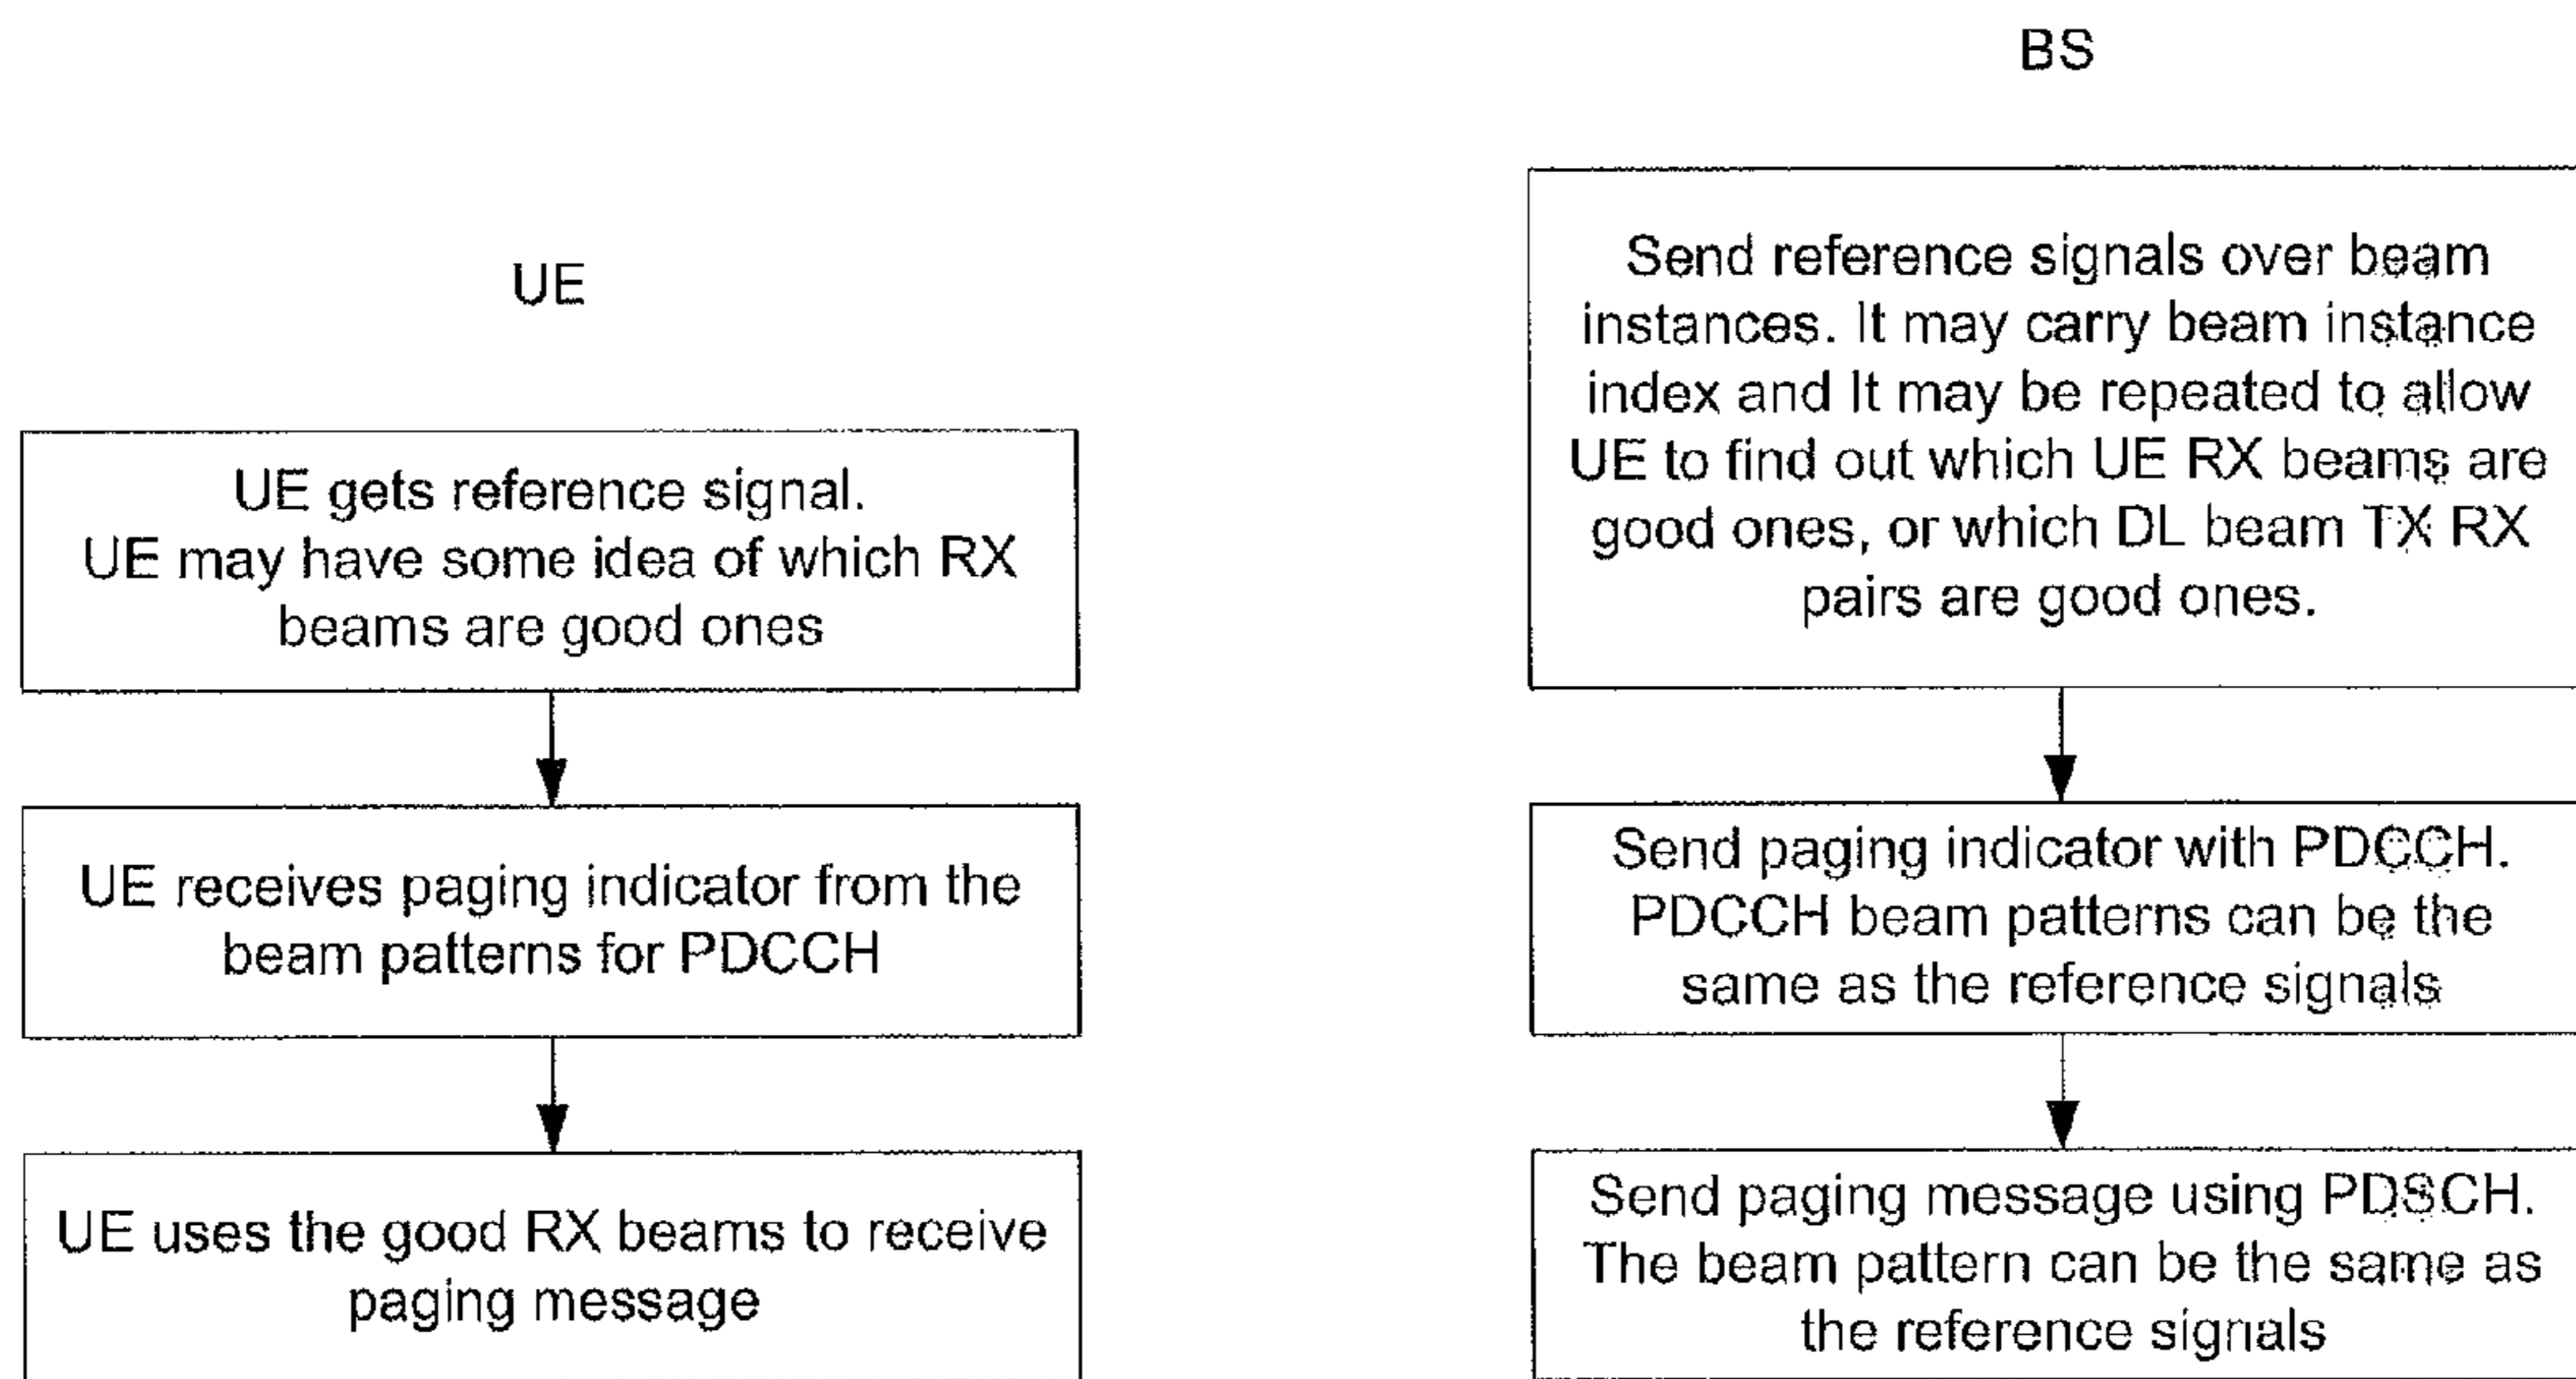 UE
UE gets reference signal.
UE may have some idea of which RX
beams are good ones
UE receives paging indicator from the
beam patterns for PDCCH
UE uses the good RX beams to receive
paging message
BS
Send reference signals over beam
instances. It may carry beam instance
index and It may be repeated to allow
UE to find out which UE RX beams are
good ones, or which DL beam TX RX
pairs are good ones.
Send paging indicator with PDCCH.
PDCCH beam patterns can be the
same as the reference signals
Send paging message using PDSCH.
The beam pattern can be the same as
the reference signals